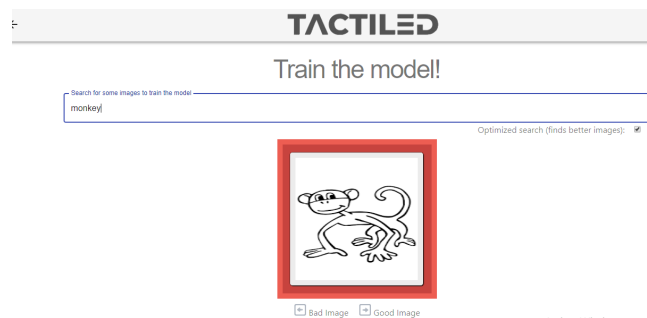 TACTILED
Train the model!
Search for some images to train the model
monkey
Optimized search (finds better images):
Bad Image Good Image